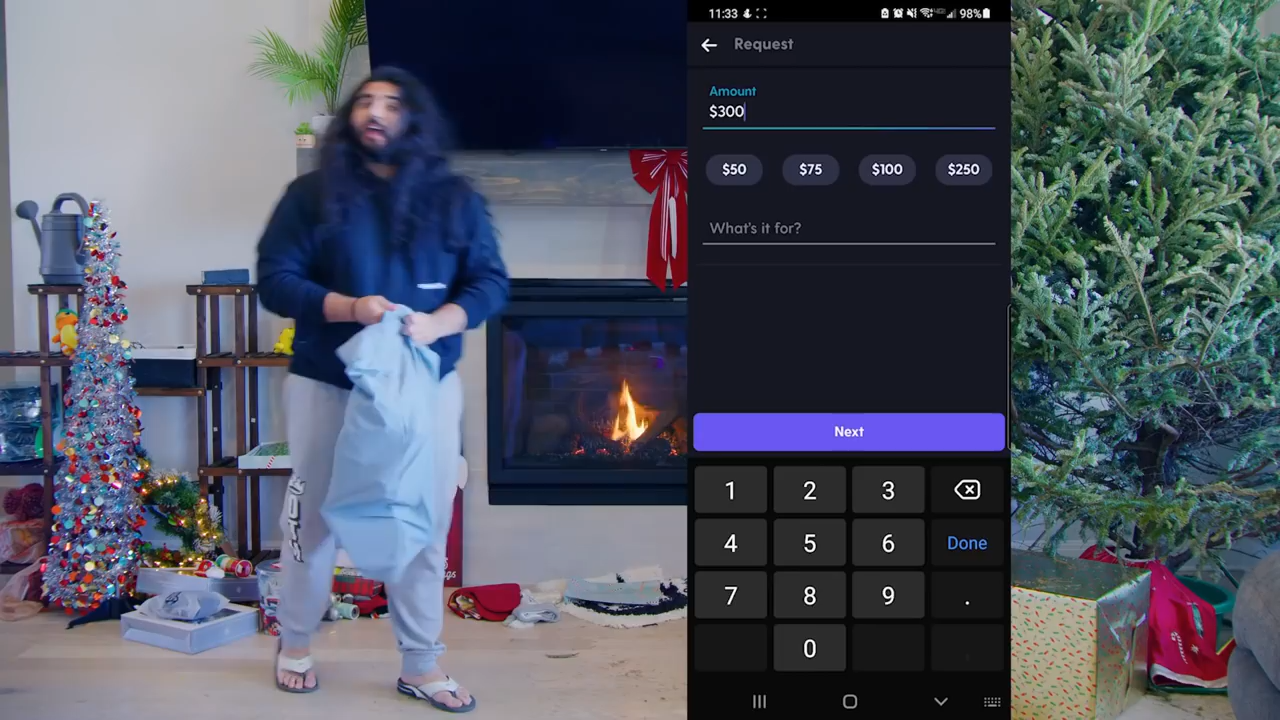 11:33 98%
Request
Amount
$300
$50 $75 $100 $250
What's it for?
Next
1 2 3
4 5 6 Done
7 8 9 .
0